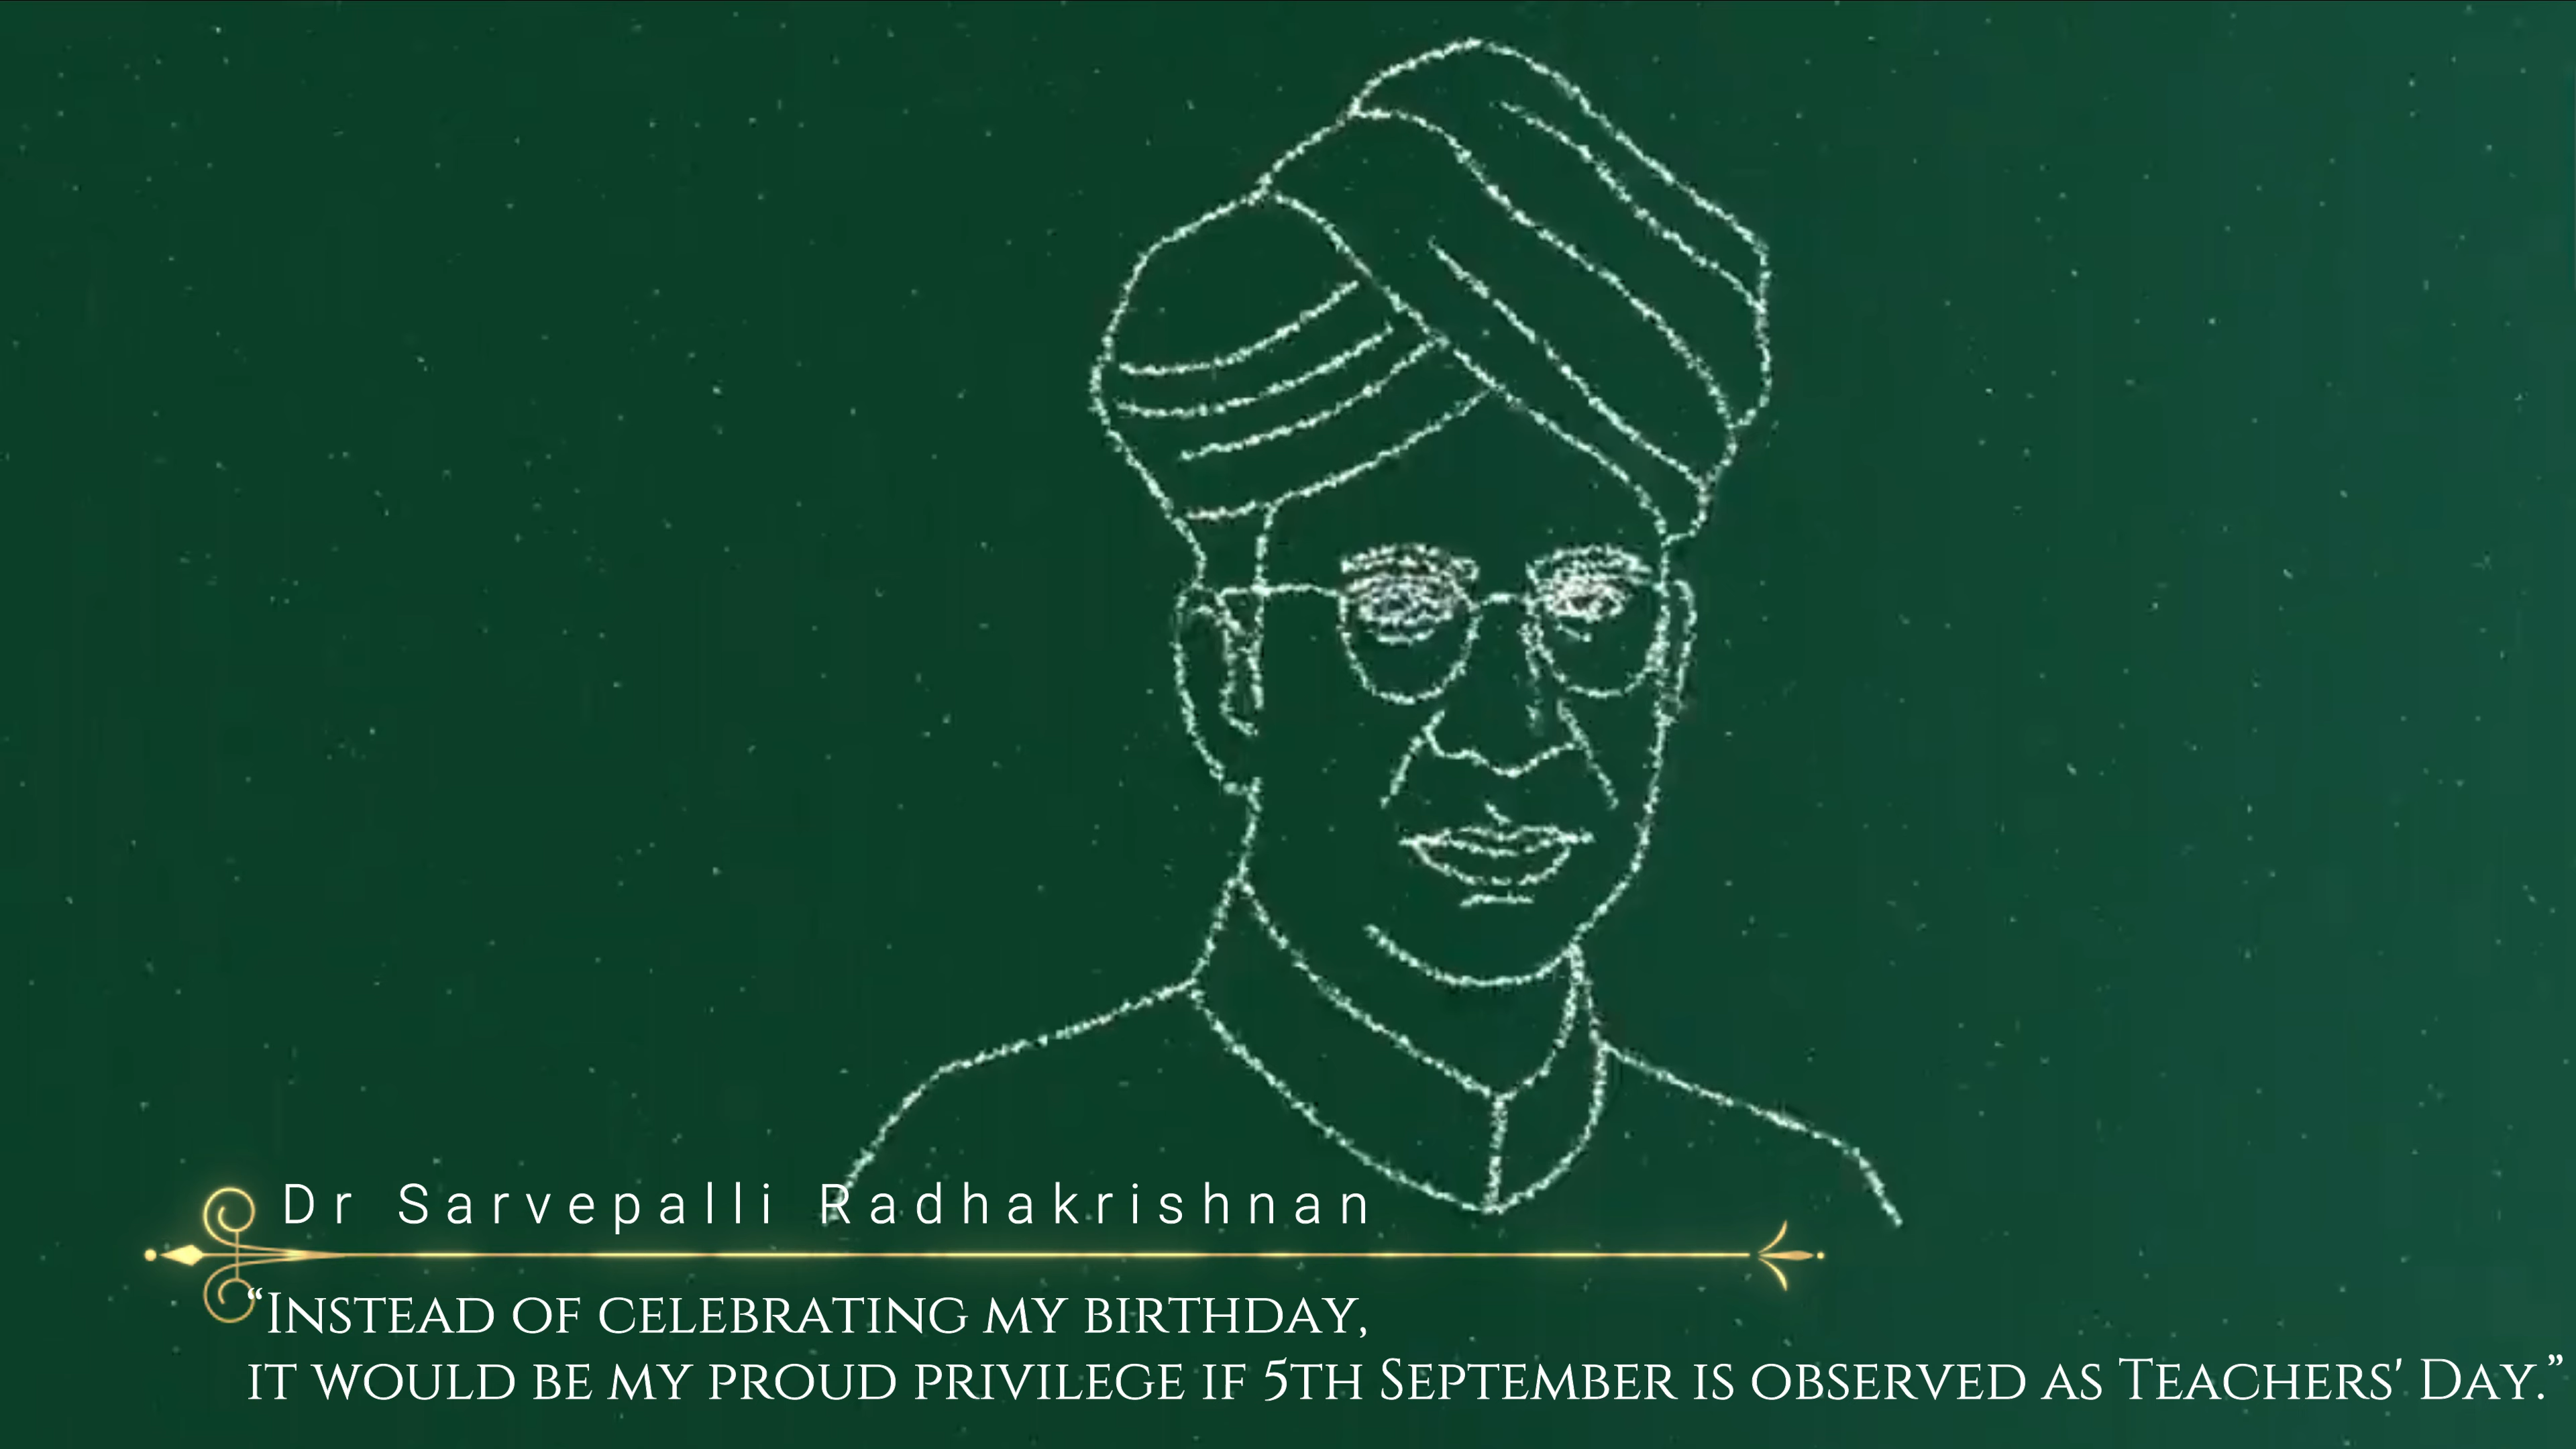 Dr Sarvepalli Radhakrishnan
“Instead of celebrating my birthday,
it would be my proud privilege if 5th September is observed as Teachers' Day.”